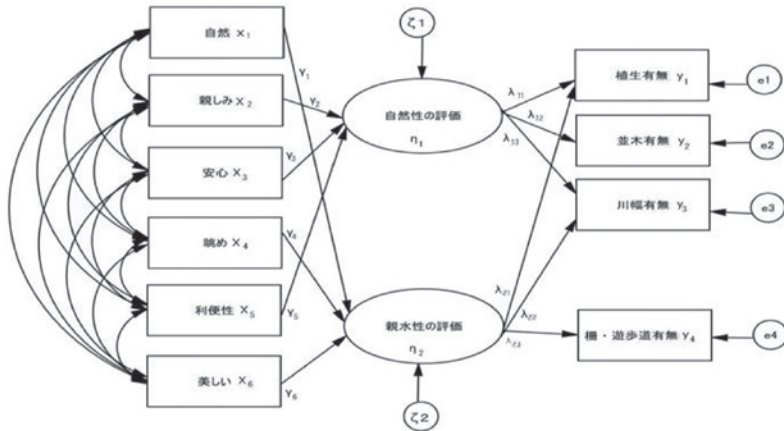 自然 X₁
親しみ X₂
安心 X₃
眺め X₄
利便性 X₅
美しい X₆
γ₁
γ₂
γ₃
γ₄
γ₅
γ₆
ζ1
自然性の評価
η₁
親水性の評価
η₂
ζ2
λ₁₁
λ₁₂
λ₁₃
λ₂₁
λ₂₂
λ₂₃
植生有無 y₁
並木有無 y₂
川幅有無 y₃
柵・遊歩道有無 y₄
e1
e2
e3
e4